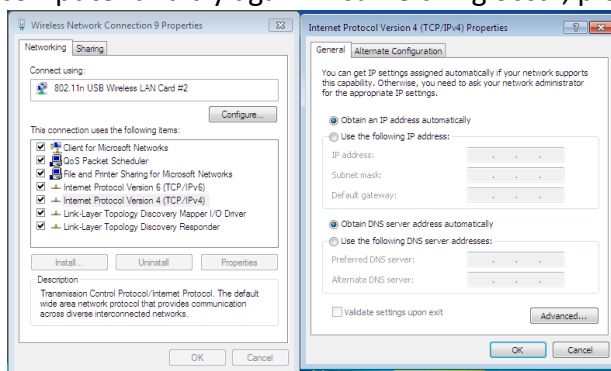 Wireless Network Connection 9 Properties
Networking Sharing
Connect using:
802.11n USB Wireless LAN Card #2
Configure...
This connection uses the following items:
Client for Microsoft Networks
QoS Packet Scheduler
File and Printer Sharing for Microsoft Networks
Internet Protocol Version 6 (TCP/IPv6)
Internet Protocol Version 4 (TCP/IPv4)
Link-Layer Topology Discovery Mapper I/O Driver
Link-Layer Topology Discovery Responder
Install... Uninstall Properties
Description
Transmission Control Protocol/Internet Protocol. The default
wide area network protocol that provides communication
across diverse interconnected networks.
OK Cancel
Internet Protocol Version 4 (TCP/IPv4) Properties
General Alternate Configuration
You can get IP settings assigned automatically if your network supports
this capability. Otherwise, you need to ask your network administrator
for the appropriate IP settings.
Obtain an IP address automatically
Use the following IP address:
IP address:
Subnet mask:
Default gateway:
Obtain DNS server address automatically
Use the following DNS server addresses:
Preferred DNS server:
Alternate DNS server:
Validate settings upon exit
Advanced...
OK Cancel